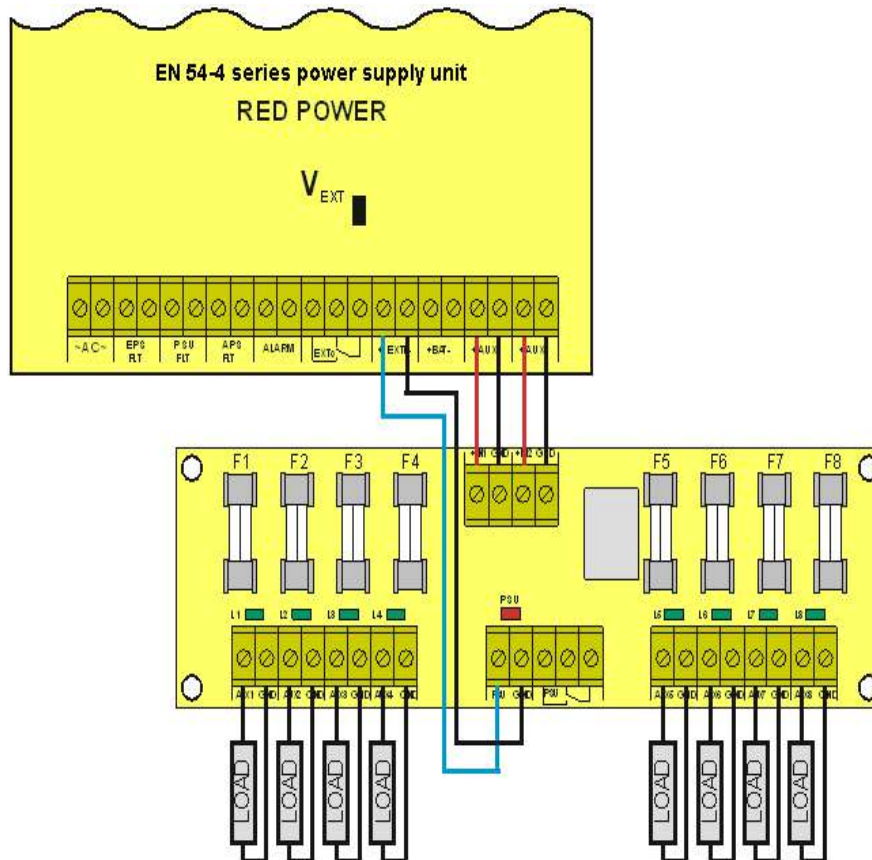 EN 54-4 series power supply unit
RED POWER
VEXT
~AC~ EPS FLT PSU FLT APS FLT ALARM EXTo + EXT- +BAT- +AUX- +AUX-
+IN1 GND +IN2 GND
F1 F2 F3 F4 F5 F6 F7 F8
PSU
L1 L2 L3 L4 L5 L6 L7 L8
AUX1 GND AUX2 GND AUX3 GND AUX4 GND PSU GND PSU AUX5 GND AUX6 GND AUX7 GND AUX8 GND
LOAD LOAD LOAD LOAD LOAD LOAD LOAD LOAD